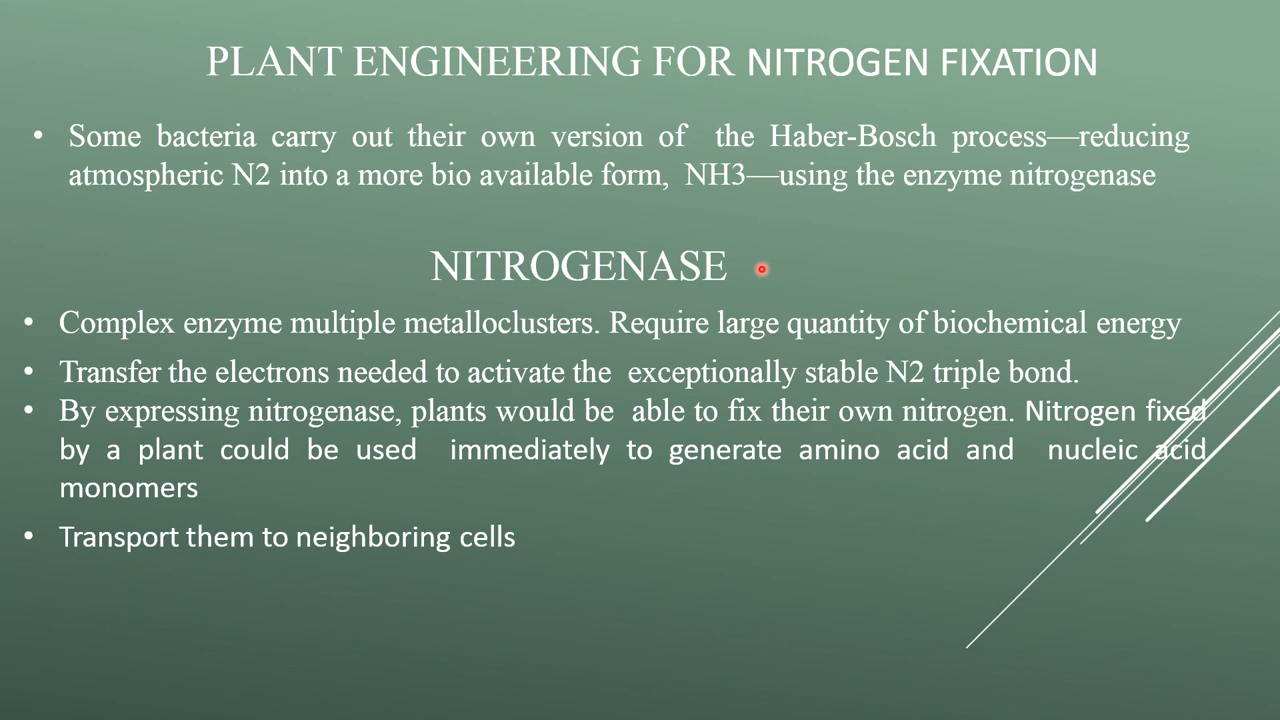 PLANT ENGINEERING FOR NITROGEN FIXATION
• Some bacteria carry out their own version of the Haber-Bosch process—reducing
atmospheric N2 into a more bio available form, NH3—using the enzyme nitrogenase
NITROGENASE
• Complex enzyme multiple metalloclusters. Require large quantity of biochemical energy
• Transfer the electrons needed to activate the exceptionally stable N2 triple bond.
• By expressing nitrogenase, plants would be able to fix their own nitrogen. Nitrogen fixed
by a plant could be used immediately to generate amino acid and nucleic acid
monomers
• Transport them to neighboring cells